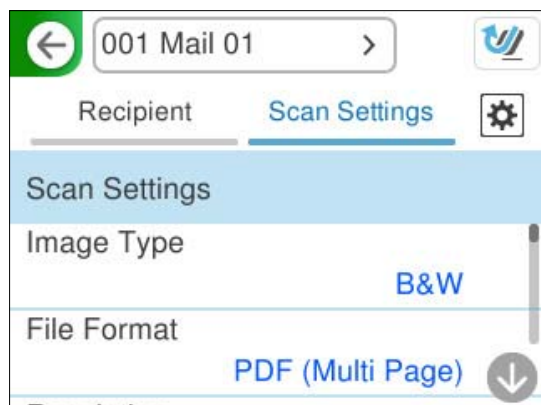 001 Mail 01
Recipient
Scan Settings
Scan Settings
Image Type
B&W
File Format
PDF (Multi Page)